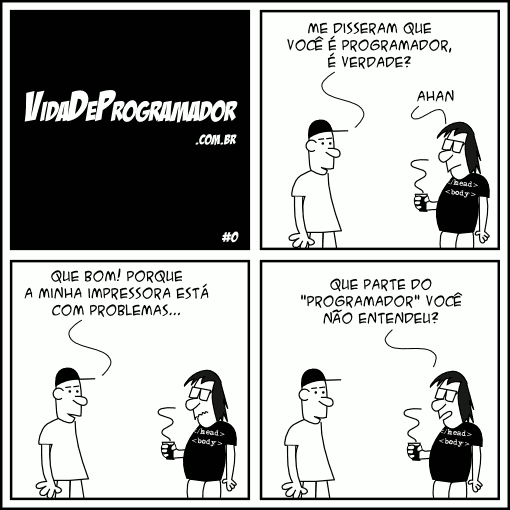 VIDADEPROGRAMADOR
.COM.BR
#0
ME DISSERAM QUE
VOCÊ É PROGRAMADOR,
É VERDADE?
AHAN
</head>
<body>
QUE BOM! PORQUE
A MINHA IMPRESSORA ESTÁ
COM PROBLEMAS...
</head>
<body>
QUE PARTE DO
"PROGRAMADOR" VOCÊ
NÃO ENTENDEU?
</head>
<body>